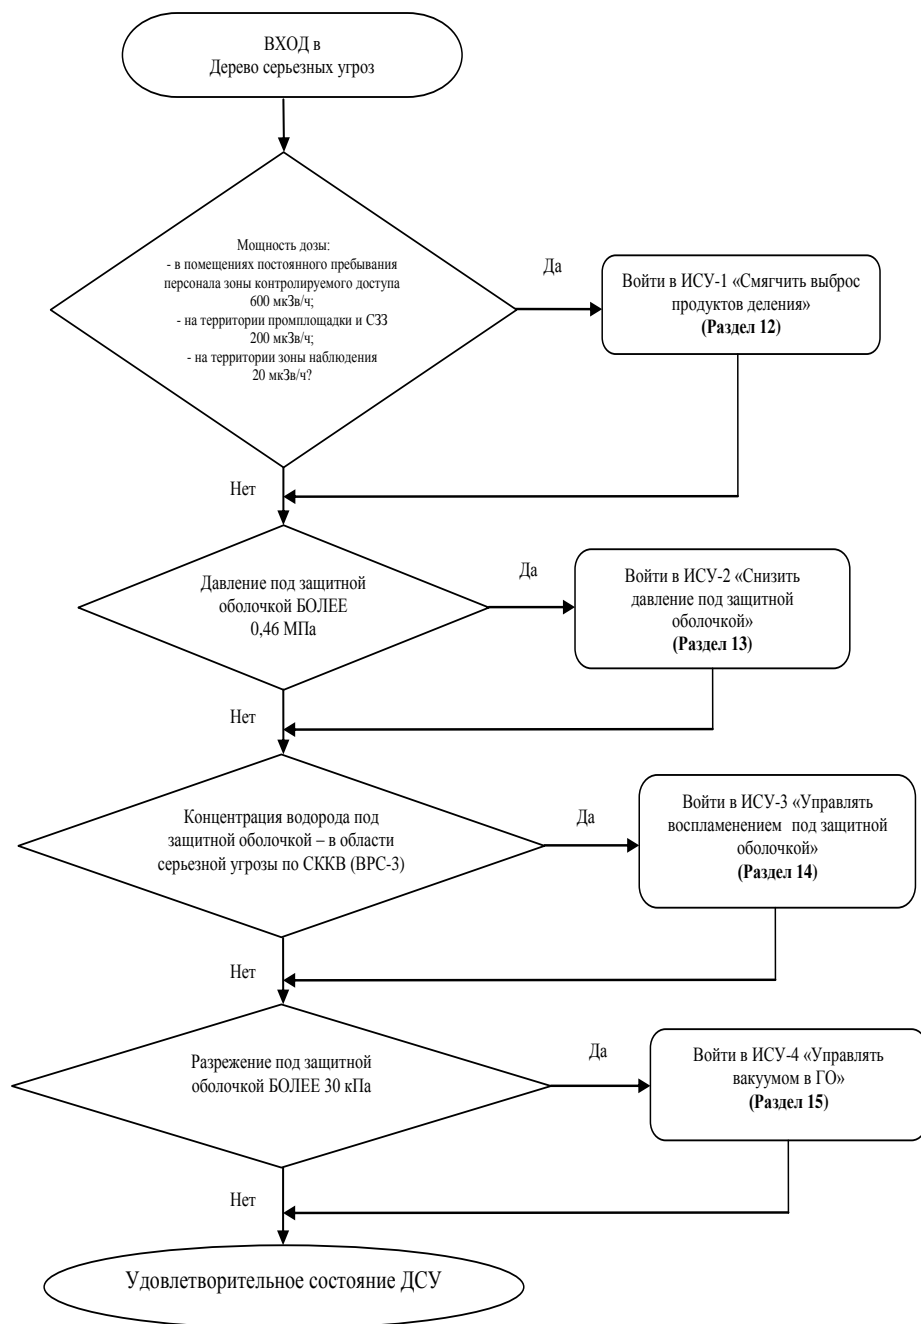 ВХОД в
Дерево серьезных угроз
Мощность дозы:
- в помещениях постоянного пребывания
персонала зоны контролируемого доступа
600 мкЗв/ч;
- на территории промплощадки и СЗЗ
200 мкЗв/ч;
- на территории зоны наблюдения
20 мкЗв/ч?
Да
Войти в ИСУ-1 «Смягчить выброс
продуктов деления»
(Раздел 12)
Нет
Давление под защитной
оболочкой БОЛЕЕ
0,46 МПа
Да
Войти в ИСУ-2 «Снизить
давление под защитной
оболочкой»
(Раздел 13)
Нет
Концентрация водорода под
защитной оболочкой – в области
серьезной угрозы по СККВ (ВРС-3)
Да
Войти в ИСУ-3 «Управлять
воспламенением под защитной
оболочкой»
(Раздел 14)
Нет
Разрежение под защитной
оболочкой БОЛЕЕ 30 кПа
Да
Войти в ИСУ-4 «Управлять
вакуумом в ГО»
(Раздел 15)
Нет
Удовлетворительное состояние ДСУ